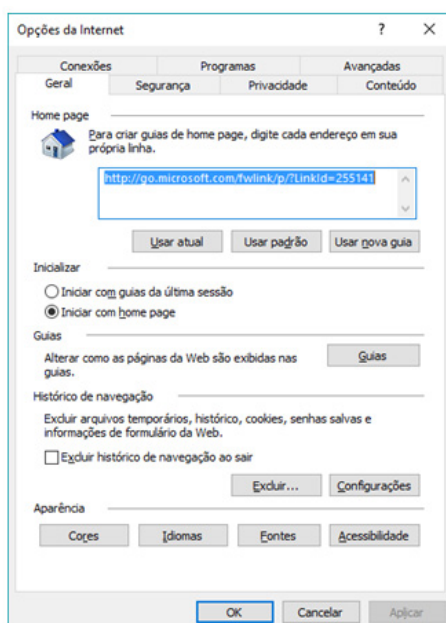 Opções da Internet ? ×
Conexões Programas Avançadas
Geral Segurança Privacidade Conteúdo
Home page
Para criar guias de home page, digite cada endereço em sua
própria linha.
http://go.microsoft.com/fwlink/p/?LinkId=255141
Usar atual Usar padrão Usar nova guia
Inicializar
Iniciar com guias da última sessão
Iniciar com home page
Guias
Alterar como as páginas da Web são exibidas nas
guias.
Guias
Histórico de navegação
Excluir arquivos temporários, histórico, cookies, senhas salvas e
informações de formulário da Web.
Excluir histórico de navegação ao sair
Excluir... Configurações
Aparência
Cores Idiomas Fontes Acessibilidade
OK Cancelar Aplicar